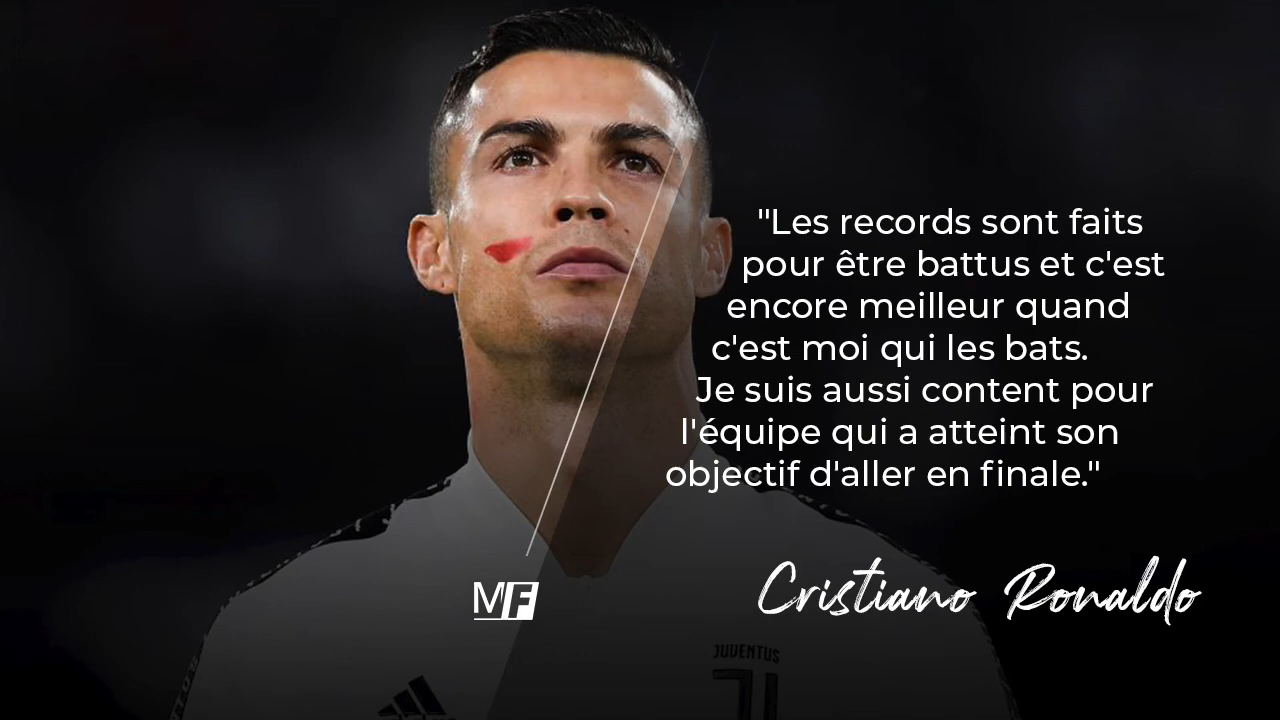 "Les records sont faits
pour être battus et c'est
encore meilleur quand
c'est moi qui les bats.
Je suis aussi content pour
l'équipe qui a atteint son
objectif d'aller en finale."
Cristiano Ronaldo
MF
JUVENTUS